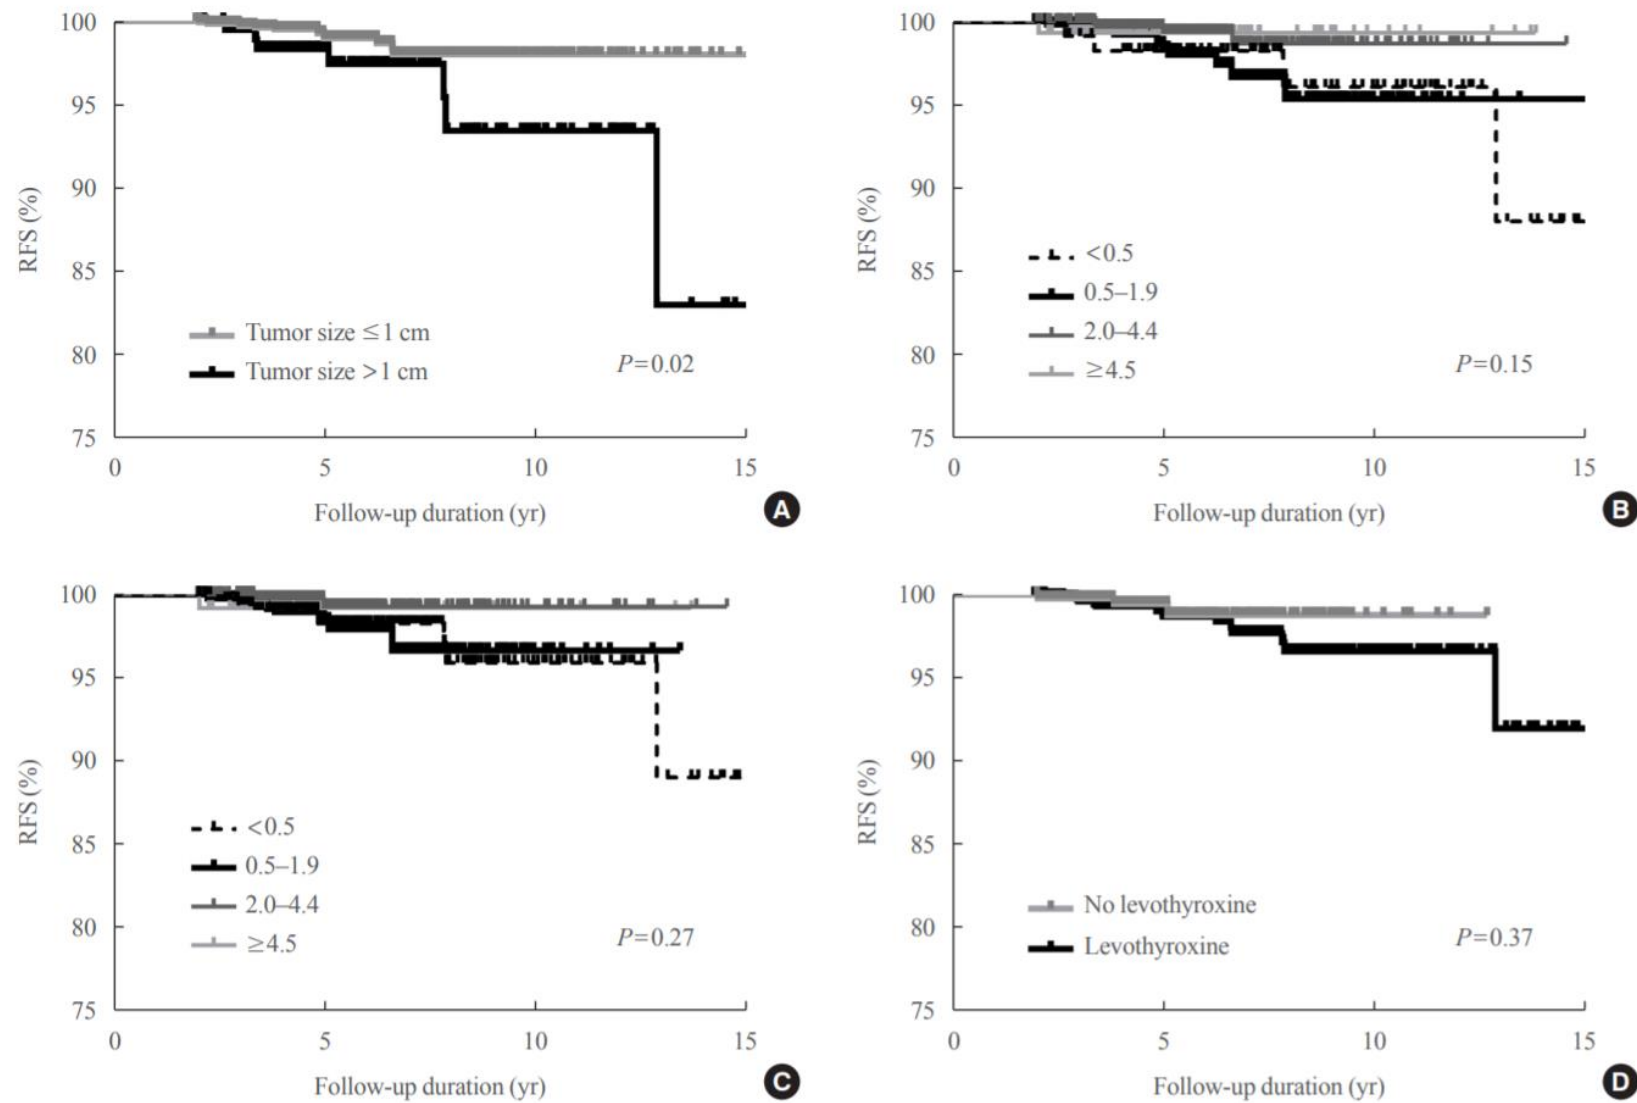 100
95
90
85
80
75
RFS (%)
Tumor size ≤1 cm
Tumor size >1 cm
P=0.02
0 5 10 15
Follow-up duration (yr)
A
100
95
90
85
80
75
RFS (%)
<0.5
0.5–1.9
2.0–4.4
≥4.5
P=0.15
0 5 10 15
Follow-up duration (yr)
B
100
95
90
85
80
75
RFS (%)
<0.5
0.5–1.9
2.0–4.4
≥4.5
P=0.27
0 5 10 15
Follow-up duration (yr)
C
100
95
90
85
80
75
RFS (%)
No levothyroxine
Levothyroxine
P=0.37
0 5 10 15
Follow-up duration (yr)
D